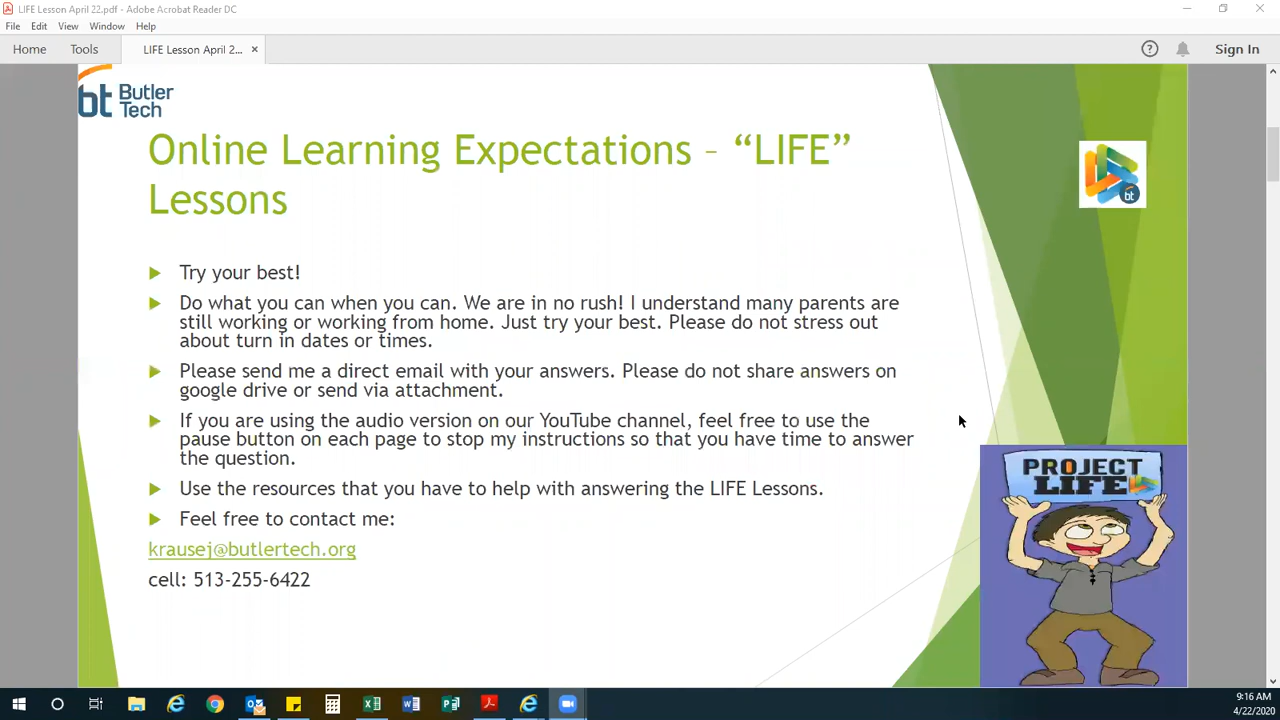 LIFE Lesson April 22.pdf - Adobe Acrobat Reader DC
File Edit View Window Help
Home Tools LIFE Lesson April 2... × ? Sign In
bt Butler
Tech
Online Learning Expectations – “LIFE”
Lessons
bt
Try your best!
Do what you can when you can. We are in no rush! I understand many parents are
still working or working from home. Just try your best. Please do not stress out
about turn in dates or times.
Please send me a direct email with your answers. Please do not share answers on
google drive or send via attachment.
If you are using the audio version on our YouTube channel, feel free to use the
pause button on each page to stop my instructions so that you have time to answer
the question.
Use the resources that you have to help with answering the LIFE Lessons.
Feel free to contact me:
krausej@butlertech.org
cell: 513-255-6422
PROJECT
LIFE
9:16 AM
4/22/2020